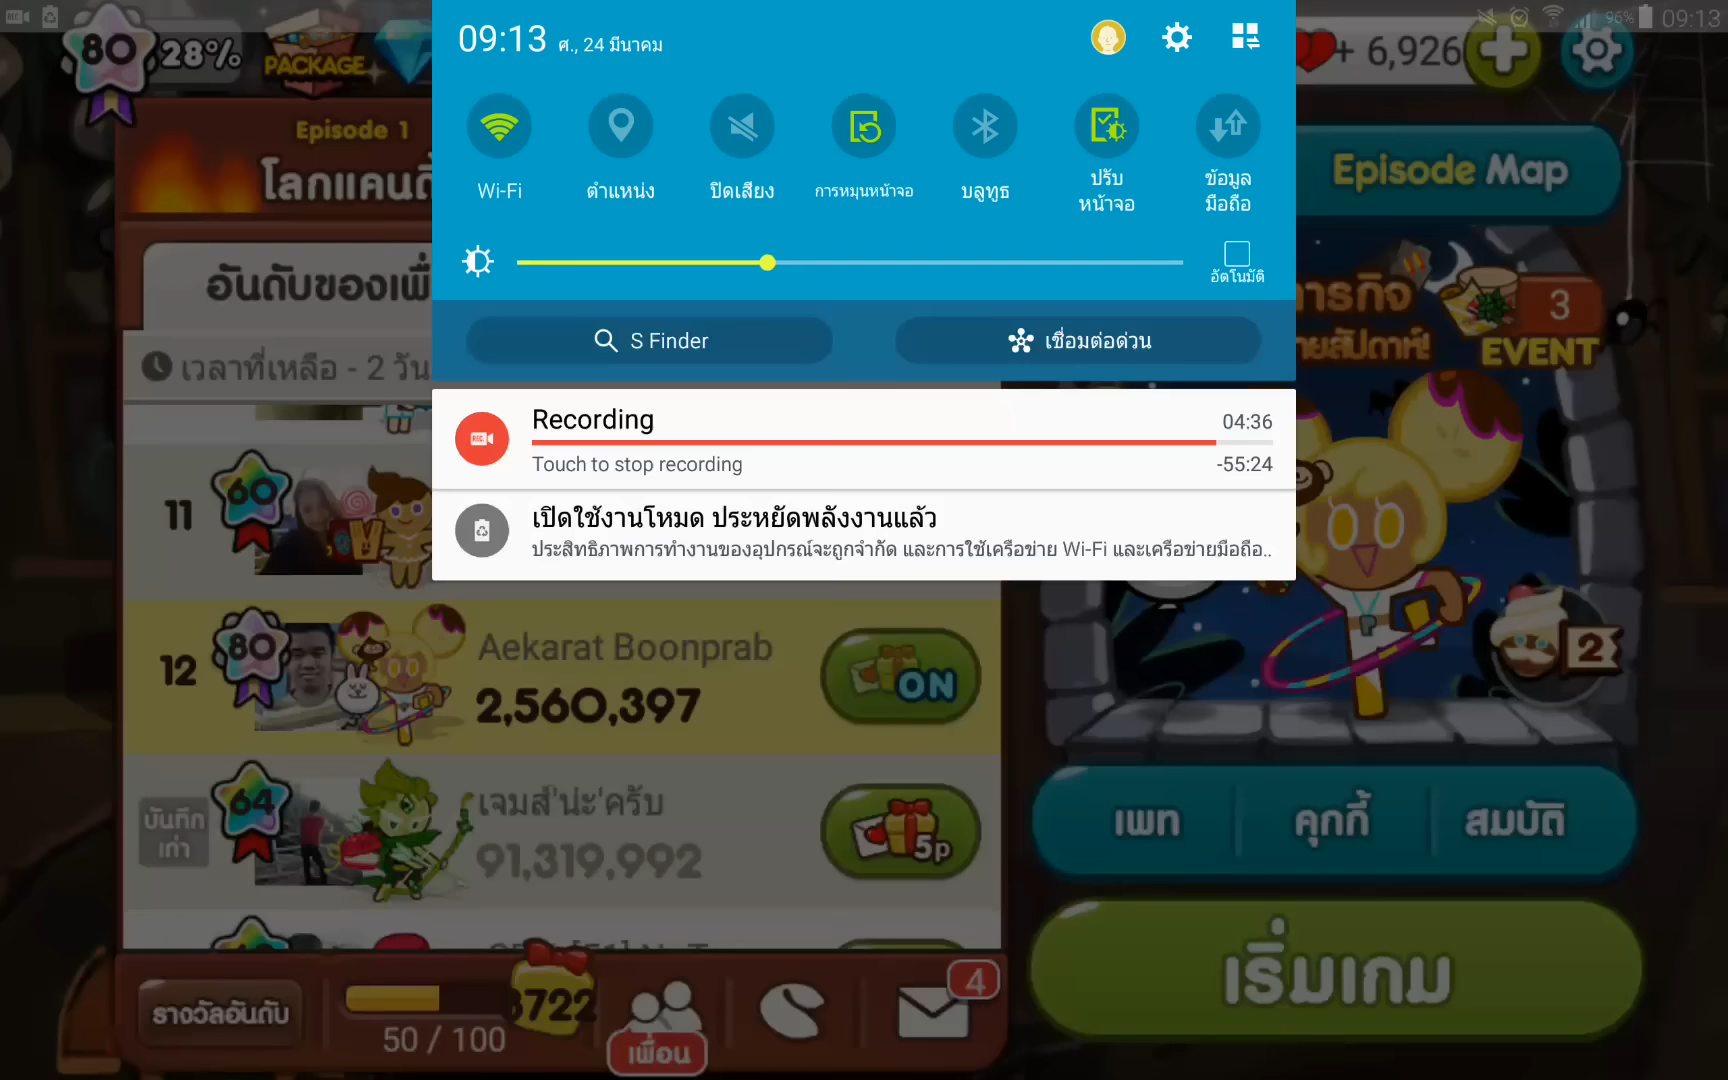 REC
96% 09:13
80 28%
PACKAGE
+ 6,926
09:13 ศ., 24 มีนาคม
Wi-Fi
ตำแหน่ง
ปิดเสียง
การหมุนหน้าจอ
บลูทูธ
ปรับ
หน้าจอ
ข้อมูล
มือถือ
อัตโนมัติ
S Finder
เชื่อมต่อด่วน
REC
Recording 04:36
Touch to stop recording -55:24
เปิดใช้งานโหมด ประหยัดพลังงานแล้ว
ประสิทธิภาพการทำงานของอุปกรณ์จะถูกจำกัด และการใช้เครือข่าย Wi-Fi และเครือข่ายมือถือ..
Episode 1
อันดับของเพื่
เวลาที่เหลือ - 2 วัน
11 60
12 80 Aekarat Boonprab
2,560,397
ON
บันทึก
เก่า
64 เจมส์'น่ะ'ครับ
91,319,992
5p
รางวัลอันดับ
50 / 100
3722
เพื่อน
4
Episode Map
ารกิจ
ายสัปดาห์!
3
EVENT
P
2
เพท
คุกกี้
สมบัติ
เริ่มเกม